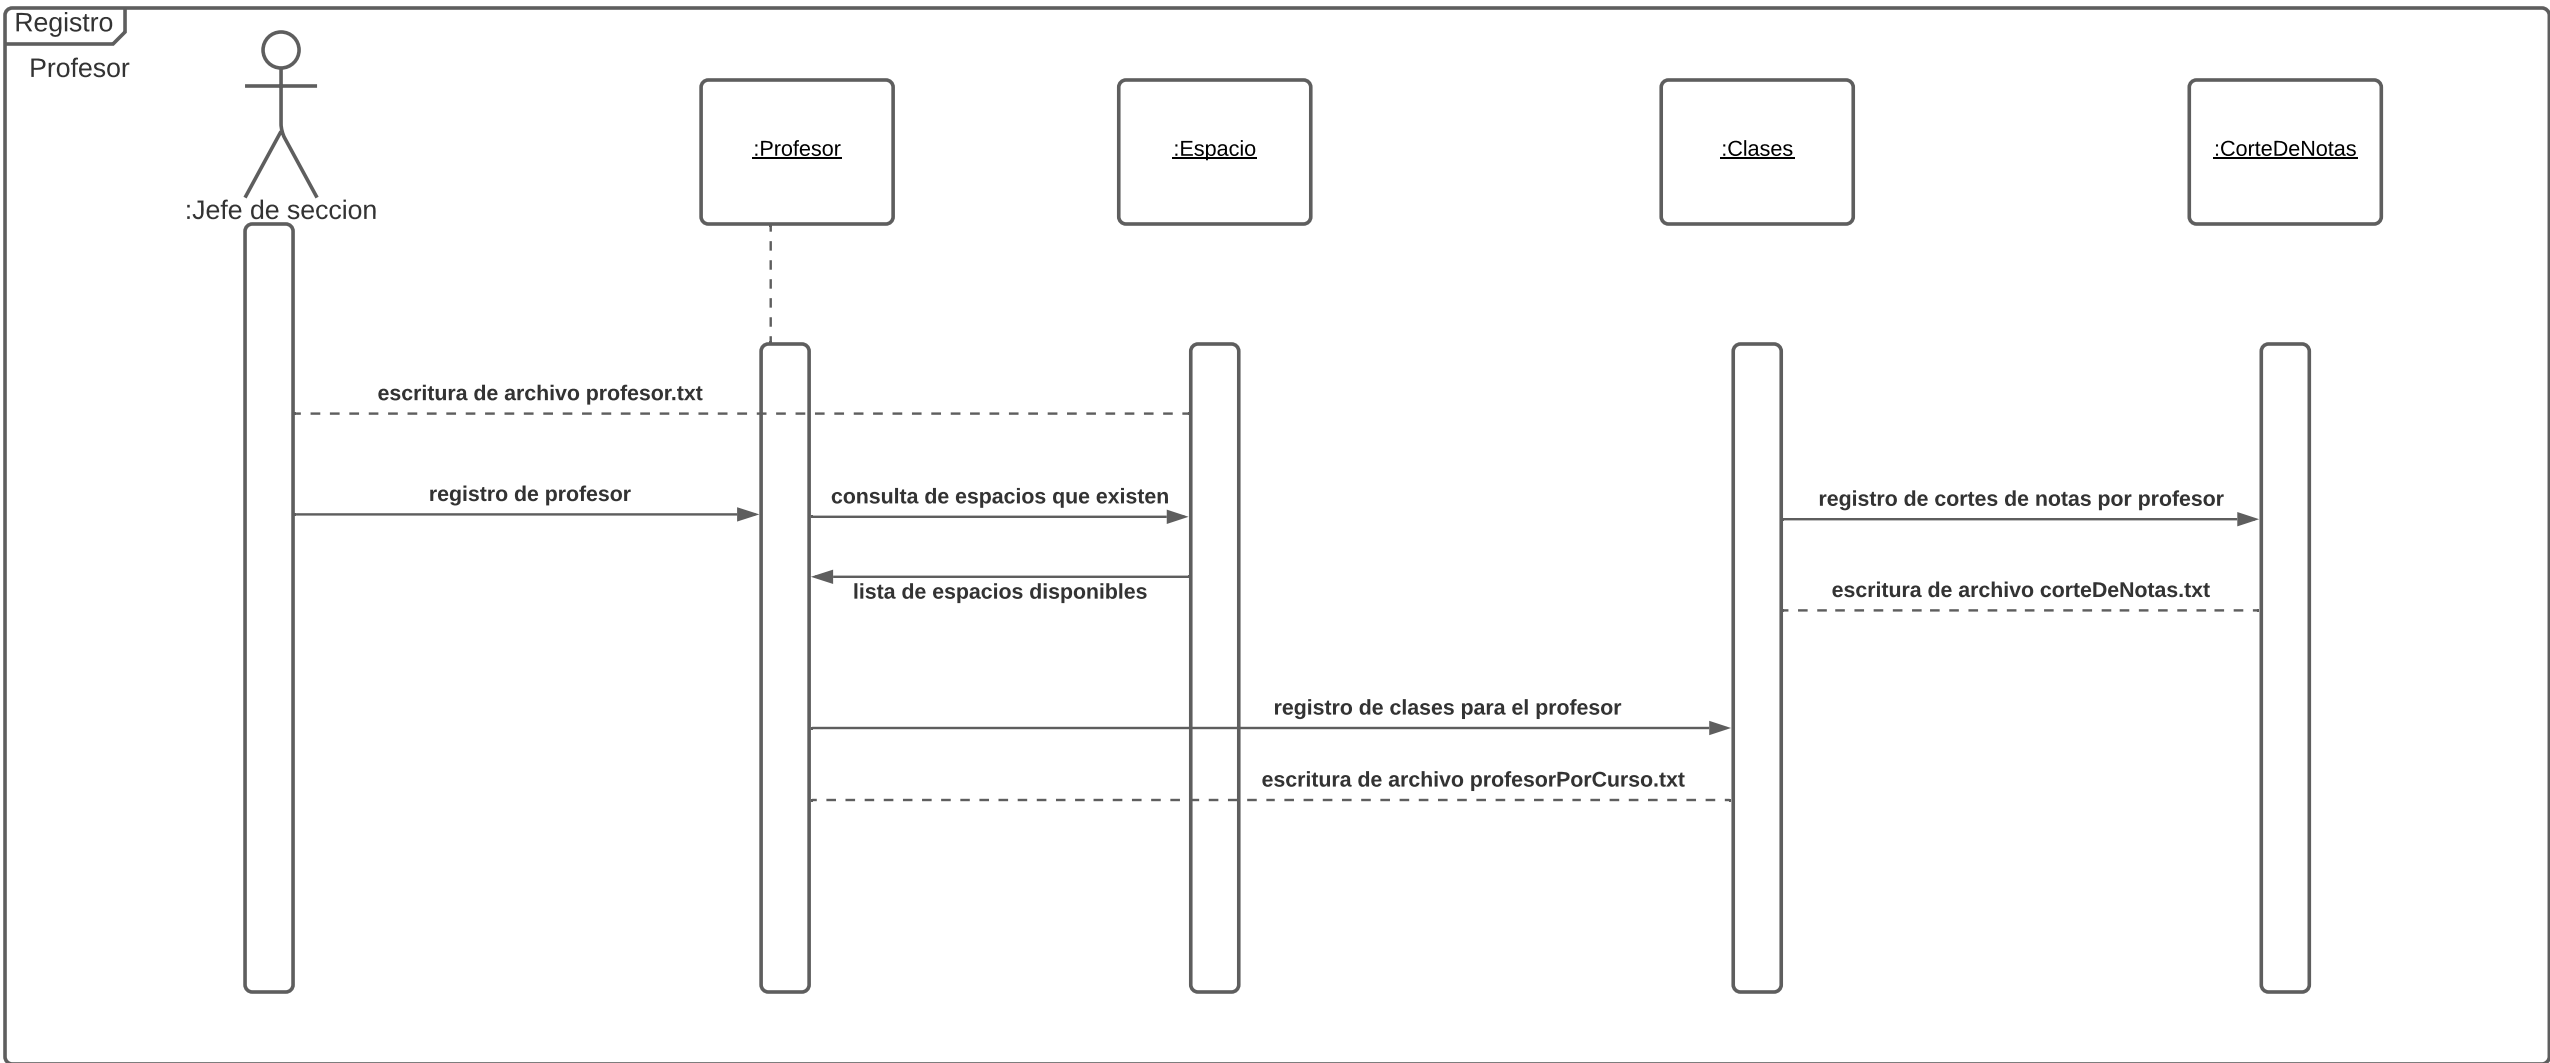 Registro
Profesor
:Jefe de seccion
:Profesor
:Espacio
:Clases
:CorteDeNotas
escritura de archivo profesor.txt
registro de profesor
consulta de espacios que existen
registro de cortes de notas por profesor
lista de espacios disponibles
escritura de archivo corteDeNotas.txt
registro de clases para el profesor
escritura de archivo profesorPorCurso.txt